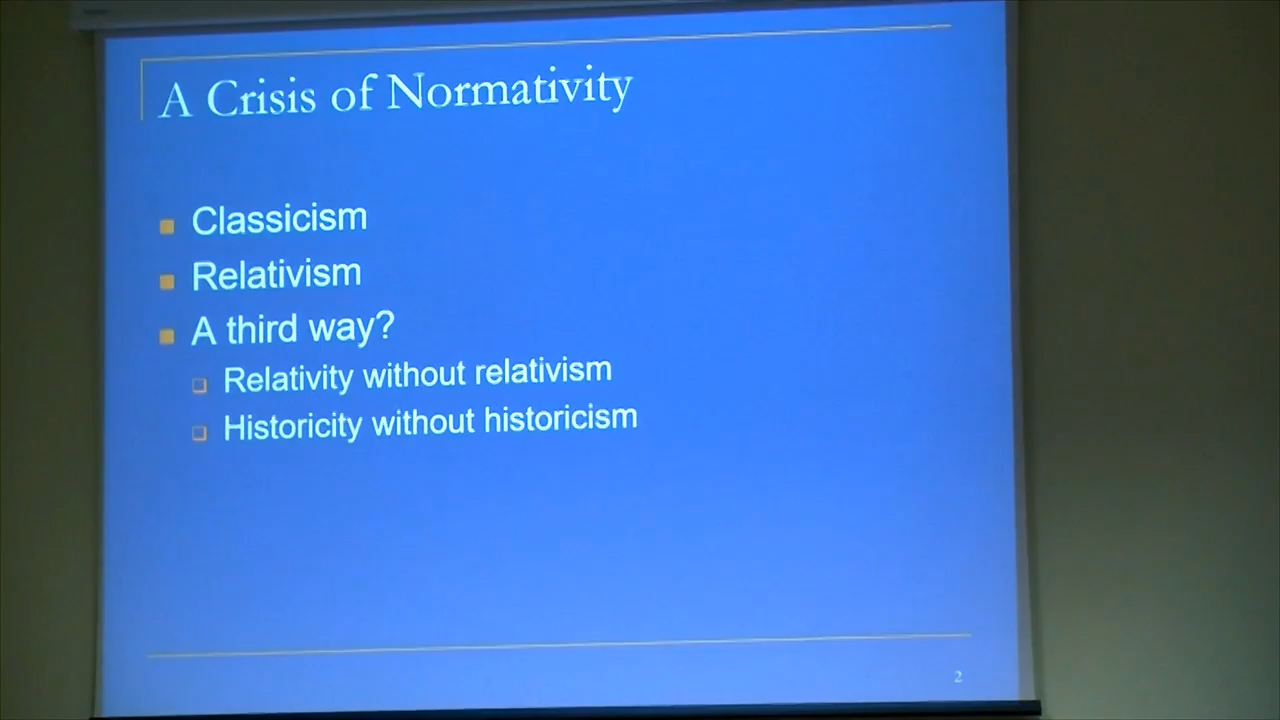 A Crisis of Normativity
Classicism
Relativism
A third way?
Relativity without relativism
Historicity without historicism
2